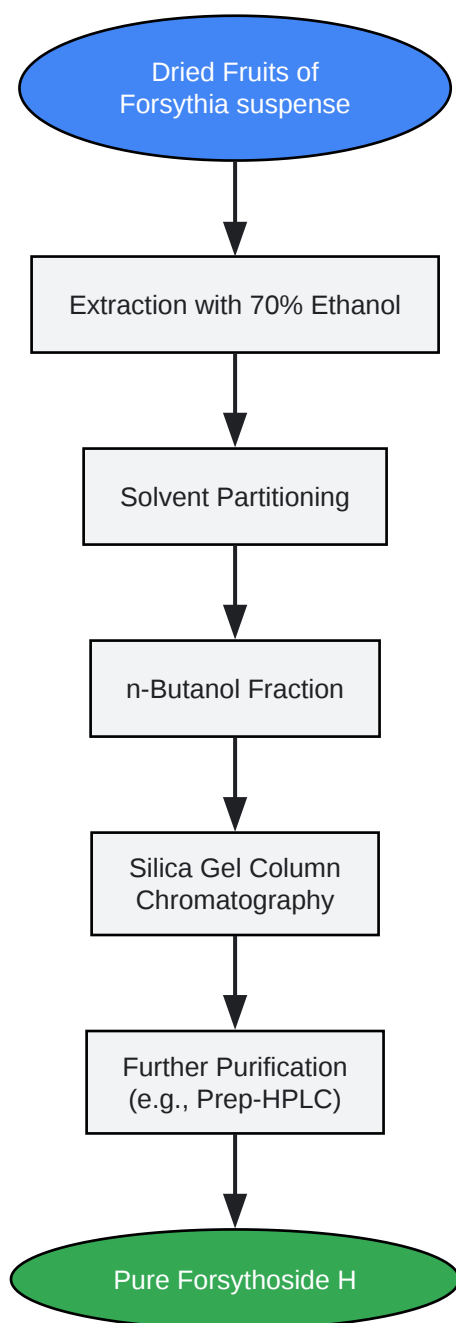 Dried Fruits of
Forsythia suspense
Extraction with 70% Ethanol
Solvent Partitioning
n-Butanol Fraction
Silica Gel Column
Chromatography
Further Purification
(e.g., Prep-HPLC)
Pure Forsythoside H